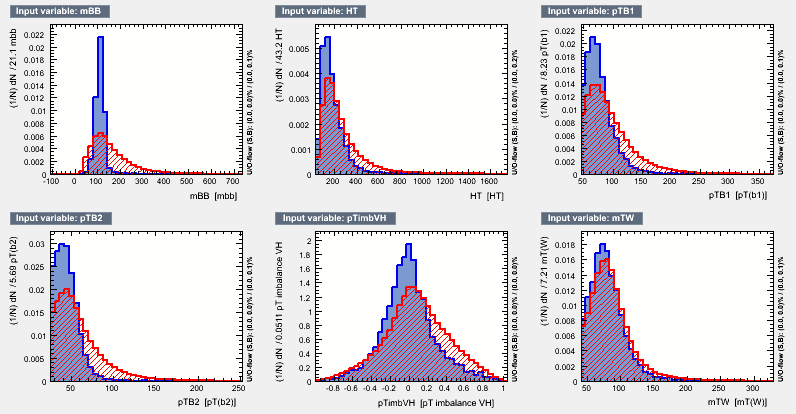 Input variable: mBB
(1/N) dN / 21.1 mbb
0.022
0.02
0.018
0.016
0.014
0.012
0.01
0.008
0.006
0.004
0.002
0
-100 0 100 200 300 400 500 600 700
mBB [mbb]
U/O-flow (S,B): (0.0, 0.0)% / (0.0, 0.1)%
Input variable: HT
(1/N) dN / 43.2 HT
0.005
0.004
0.003
0.002
0.001
0
200 400 600 800 1000 1200 1400 1600
HT [HT]
U/O-flow (S,B): (0.0, 0.0)% / (0.0, 0.2)%
Input variable: pTB1
(1/N) dN / 8.23 pT(b1)
0.022
0.02
0.018
0.016
0.014
0.012
0.01
0.008
0.006
0.004
0.002
0
50 100 150 200 250 300 350
pTB1 [pT(b1)]
U/O-flow (S,B): (0.0, 0.0)% / (0.0, 0.1)%
Input variable: pTB2
(1/N) dN / 5.69 pT(b2)
0.03
0.025
0.02
0.015
0.01
0.005
0
50 100 150 200 250
pTB2 [pT(b2)]
U/O-flow (S,B): (0.0, 0.0)% / (0.0, 0.1)%
Input variable: pTimbVH
(1/N) dN / 0.0511 pT imbalance VH
2
1.8
1.6
1.4
1.2
1
0.8
0.6
0.4
0.2
0
-0.8 -0.6 -0.4 -0.2 0 0.2 0.4 0.6 0.8 1
pTimbVH [pT imbalance VH]
U/O-flow (S,B): (0.0, 0.0)% / (0.0, 0.0)%
Input variable: mTW
(1/N) dN / 7.21 mT(W)
0.018
0.016
0.014
0.012
0.01
0.008
0.006
0.004
0.002
0
50 100 150 200 250 300
mTW [mT(W)]
U/O-flow (S,B): (0.0, 0.0)% / (0.0, 0.1)%